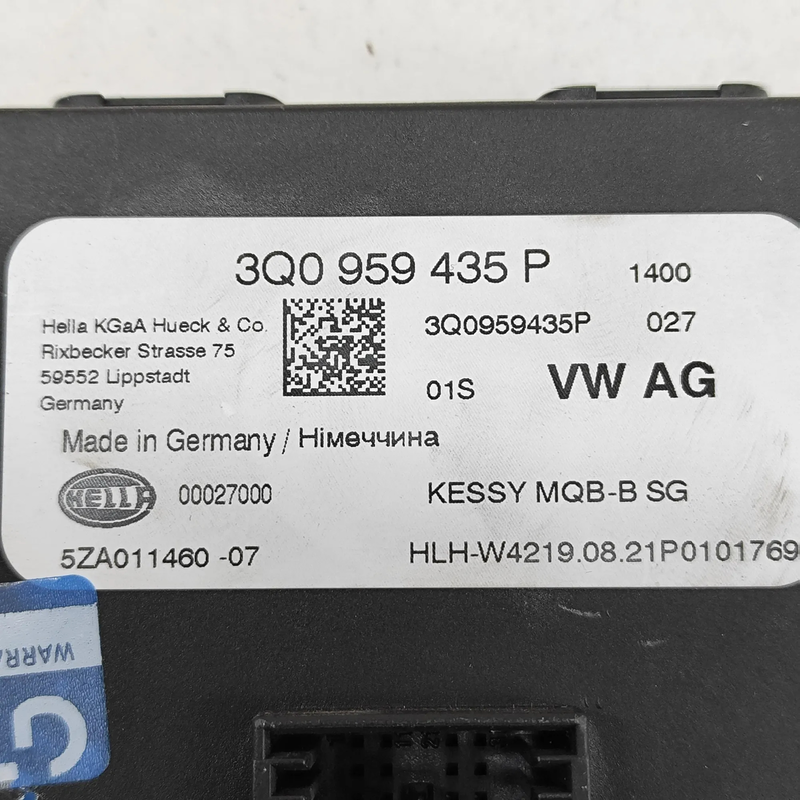 3Q0 959 435 P 1400
Hella KGaA Hueck & Co.
Rixbecker Strasse 75
59552 Lippstadt
Germany
3Q0959435P 027
01S VW AG
Made in Germany / Німеччина
HELLA 00027000 KESSY MQB-B SG
5ZA011460 -07 HLH-W4219.08.21P0101769